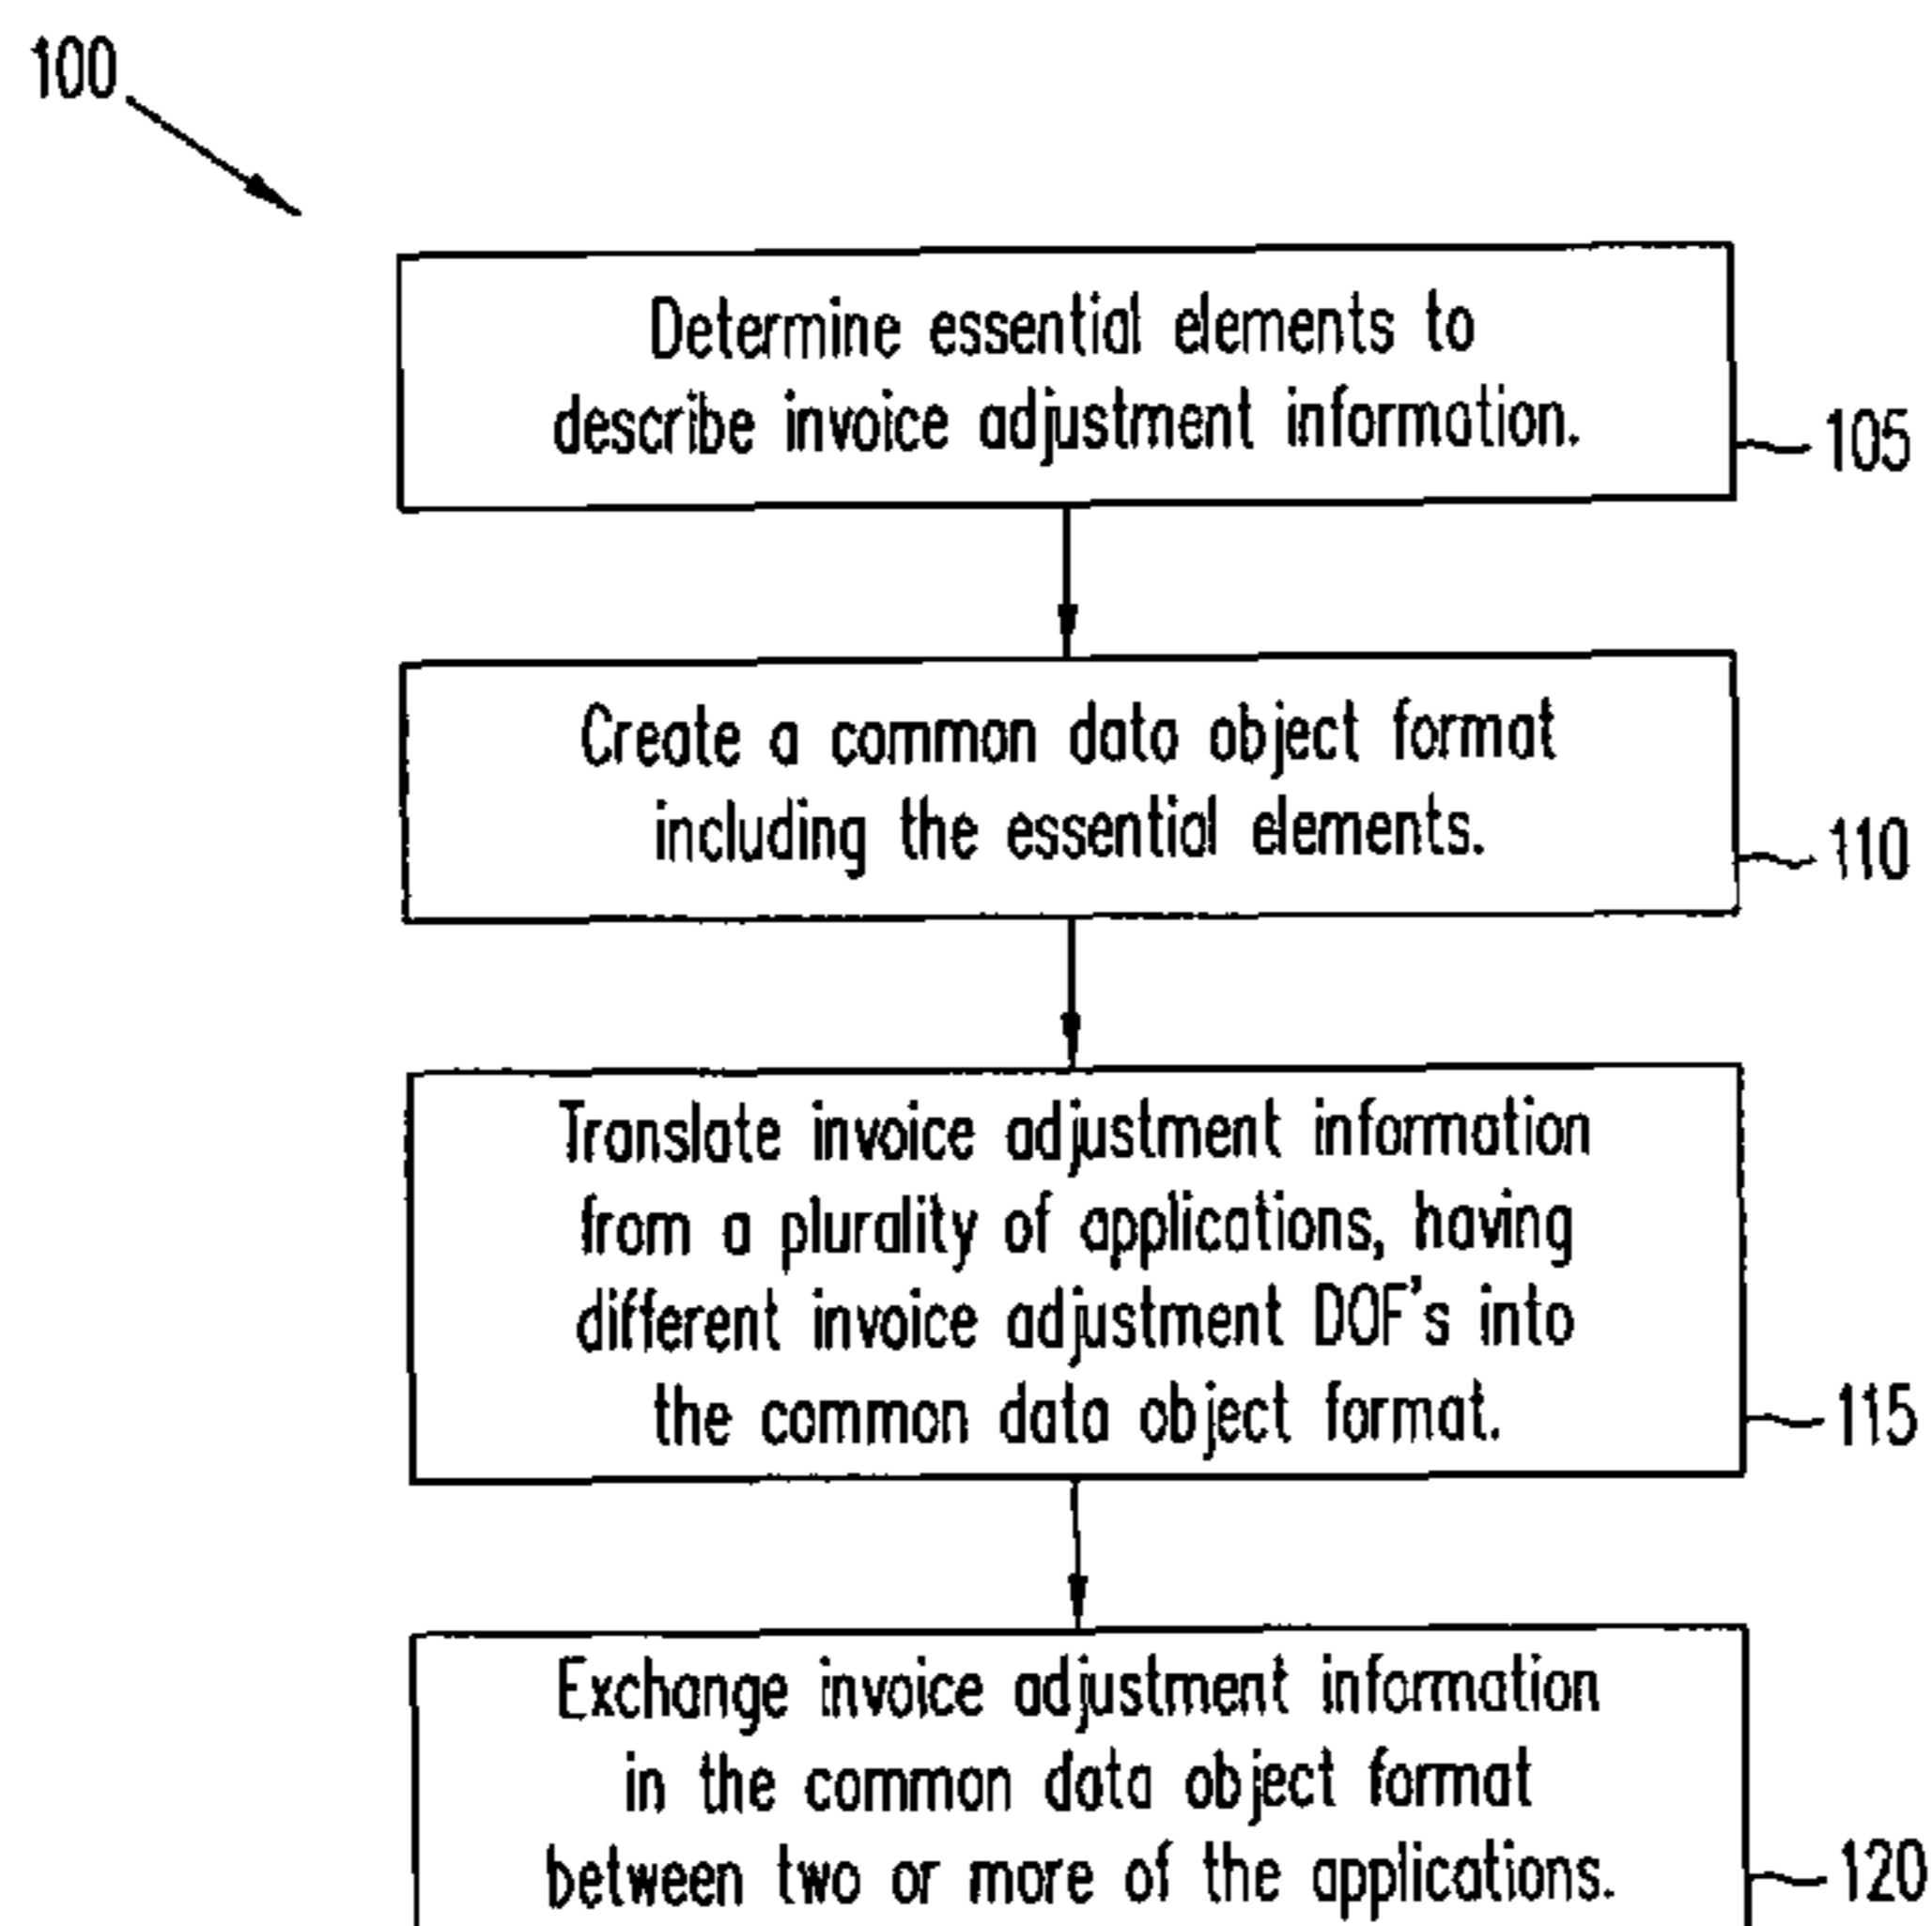 100
Determine essential elements to
describe invoice adjustment information.
105
Create a common data object format
including the essential elements.
110
Translate invoice adjustment information
from a plurality of applications, having
different invoice adjustment DOF's into
the common data object format.
115
Exchange invoice adjustment information
in the common data object format
between two or more of the applications.
120